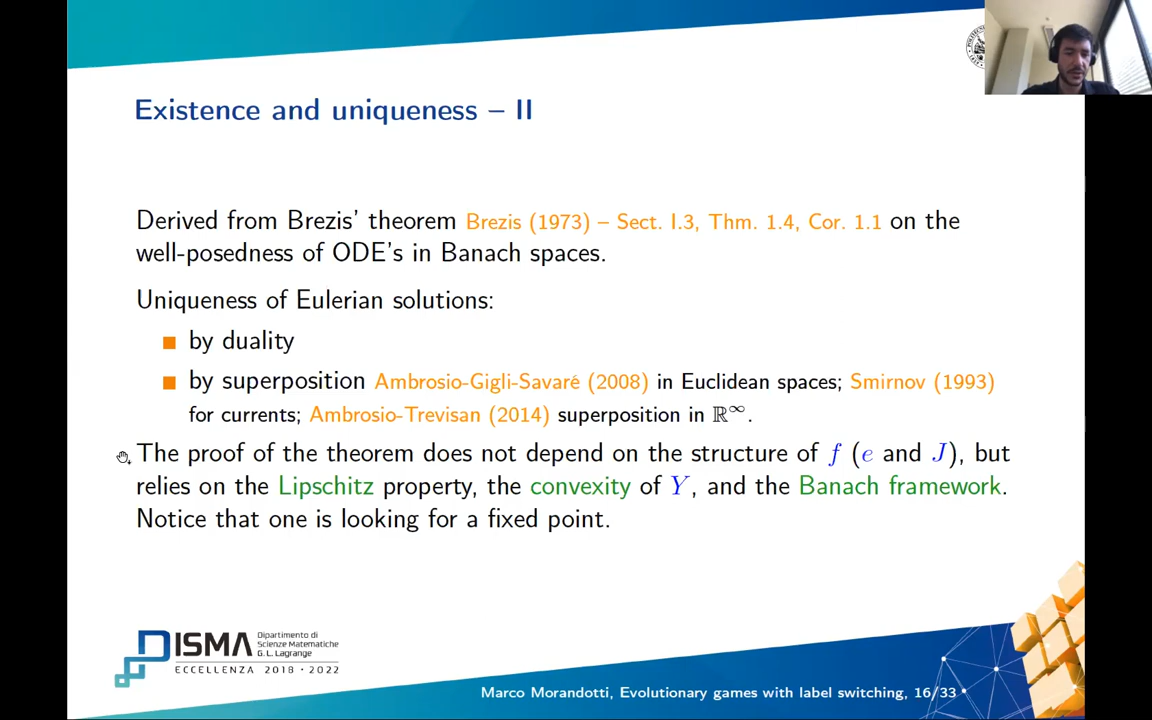 Existence and uniqueness – II
Derived from Brezis' theorem Brezis (1973) – Sect. I.3, Thm. 1.4, Cor. 1.1 on the
well-posedness of ODE's in Banach spaces.
Uniqueness of Eulerian solutions:
■ by duality
■ by superposition Ambrosio-Gigli-Savaré (2008) in Euclidean spaces; Smirnov (1993)
for currents; Ambrosio-Trevisan (2014) superposition in ℝ∞.
The proof of the theorem does not depend on the structure of f (e and J), but
relies on the Lipschitz property, the convexity of Y, and the Banach framework.
Notice that one is looking for a fixed point.
DISMA
Dipartimento di
Scienze Matematiche
G. L. Lagrange
ECCELLENZA 2018 · 2022
Marco Morandotti, Evolutionary games with label switching, 16/33